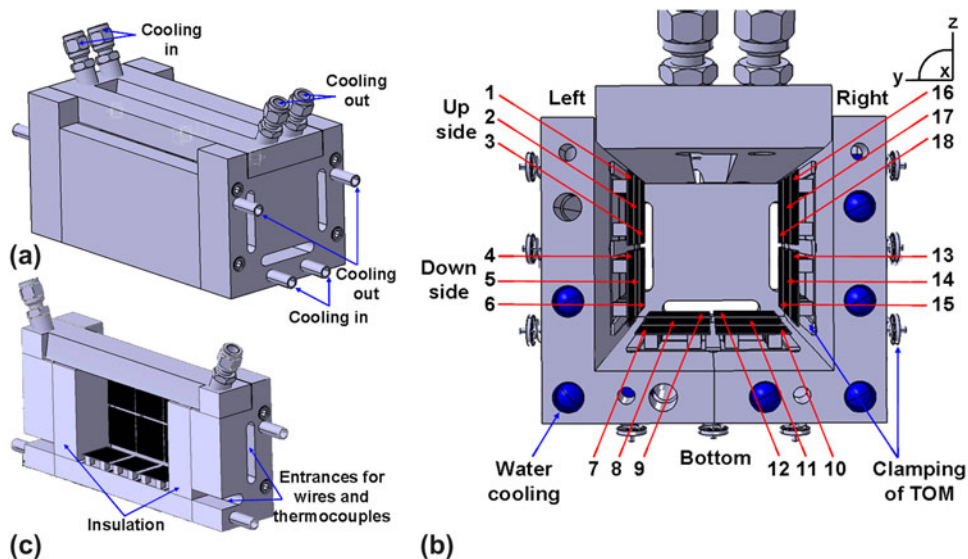 Cooling
in
Cooling
out
(a)
Cooling
out
Cooling in
(c)
Insulation
Entrances for
wires and
thermocouples
z
y
x
Left
Right
Up
side
1
2
3
16
17
18
Down
side
4
5
6
13
14
15
Water
cooling
7
8
9
Bottom
12
11
10
Clamping
of TOM
(b)